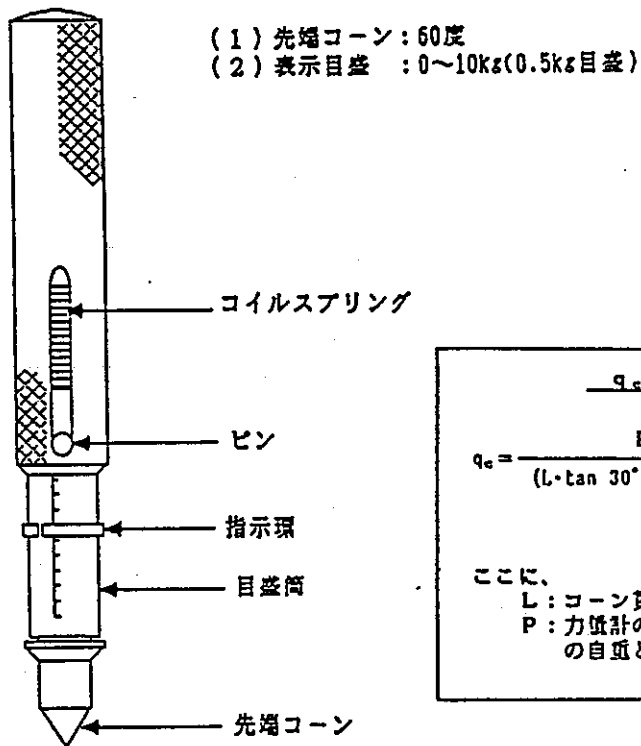 (1) 先端コーン:60度
(2) 表示目盛 :0〜10kg(0.5kg目盛)
コイルスプリング
ピン
指示環
目盛筒
先端コーン
q c
q c =
(L・tan 30°
ここに、
L:コーン貫
P:力量計の
の自重と